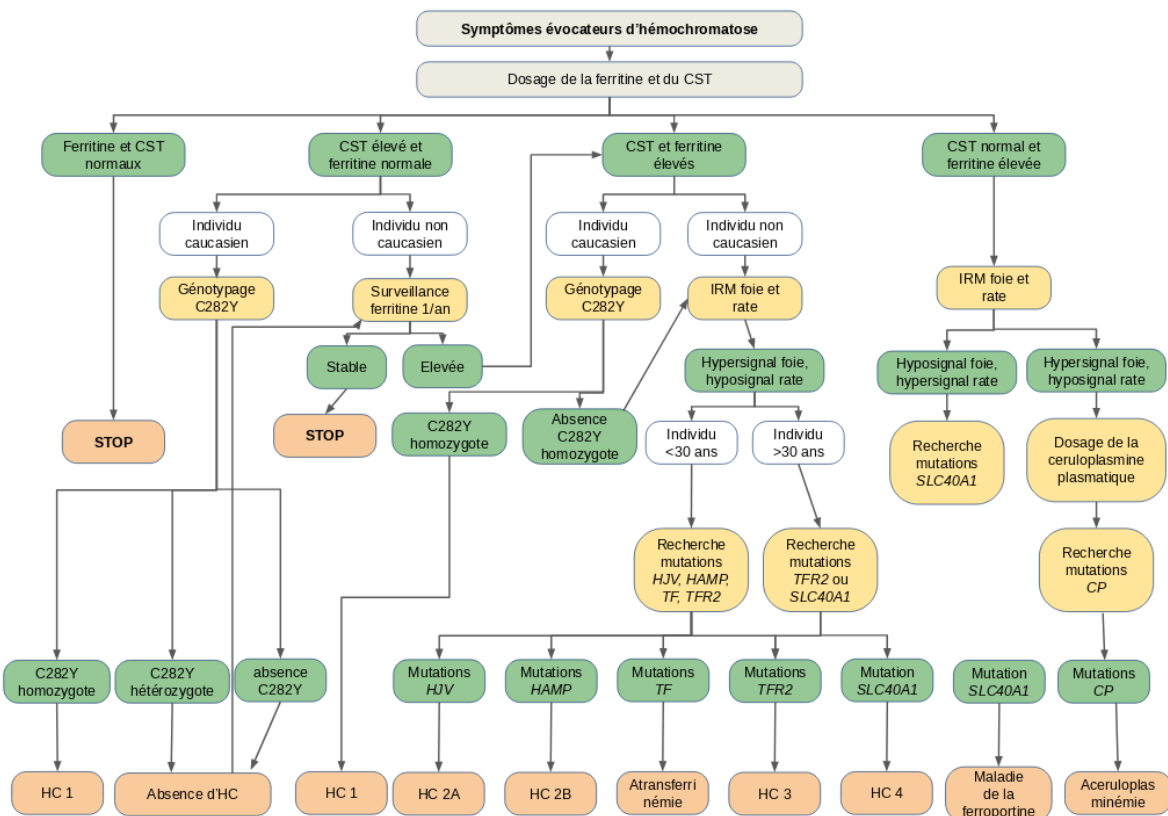 Symptômes évocateurs d'hémochromatose
Dosage de la ferritine et du CST
Ferritine et CST
normaux
CST élevé et
ferritine normale
CST et ferritine
élevés
CST normal et
ferritine élevée
Individu
caucasien
Individu non
caucasien
Individu
caucasien
Individu non
caucasien
Génotypage
C282Y
Surveillance
ferritine 1/an
Génotypage
C282Y
IRM foie et
rate
IRM foie et
rate
Stable
Elevée
Hypersignal foie,
hyposignal rate
Hyposignal foie,
hypersignal rate
Hypersignal foie,
hyposignal rate
STOP
STOP
C282Y
homozygote
Absence
C282Y
homozygote
Individu
<30 ans
Individu
>30 ans
Recherche
mutations
SLC40A1
Dosage de la
ceruloplasmine
plasmatique
Recherche
mutations
HJV, HAMP,
TF, TFR2
Recherche
mutations
TFR2 ou
SLC40A1
Recherche
mutations
CP
C282Y
homozygote
C282Y
hétérozygote
absence
C282Y
Mutations
HJV
Mutations
HAMP
Mutations
TF
Mutations
TFR2
Mutation
SLC40A1
Mutation
SLC40A1
Mutations
CP
HC 1
Absence d'HC
HC 1
HC 2A
HC 2B
Atransferri
némie
HC 3
HC 4
Maladie
de la
ferroportine
Aceruloplas
minémie